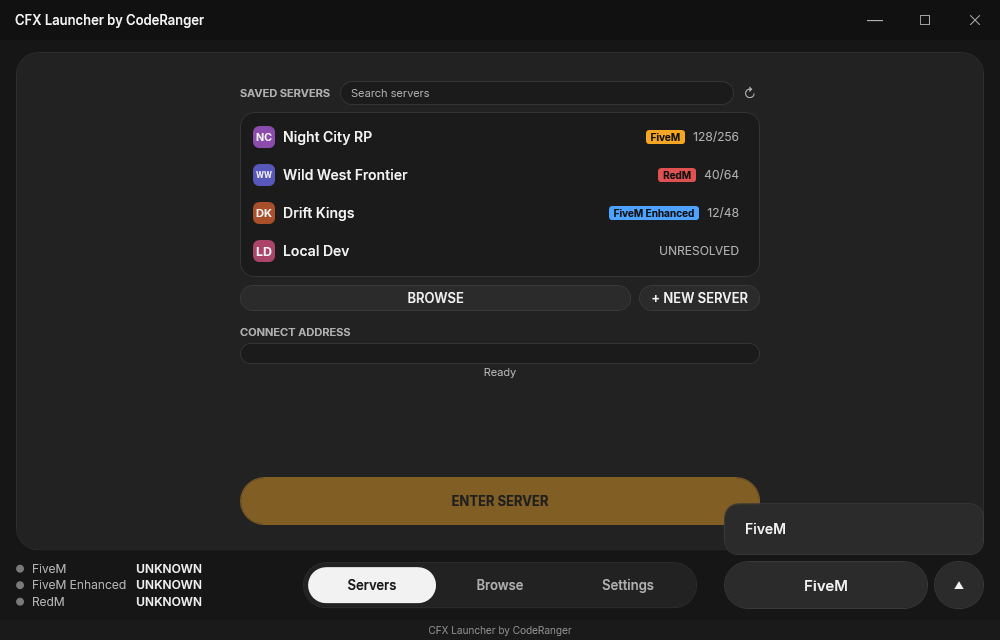 CFX Launcher by CodeRanger
SAVED SERVERS Search servers
NC Night City RP FiveM 128/256
WW Wild West Frontier RedM 40/64
DK Drift Kings FiveM Enhanced 12/48
LD Local Dev UNRESOLVED
BROWSE + NEW SERVER
CONNECT ADDRESS
Ready
ENTER SERVER
FiveM
FiveM UNKNOWN
FiveM Enhanced UNKNOWN
RedM UNKNOWN
Servers Browse Settings
FiveM
CFX Launcher by CodeRanger